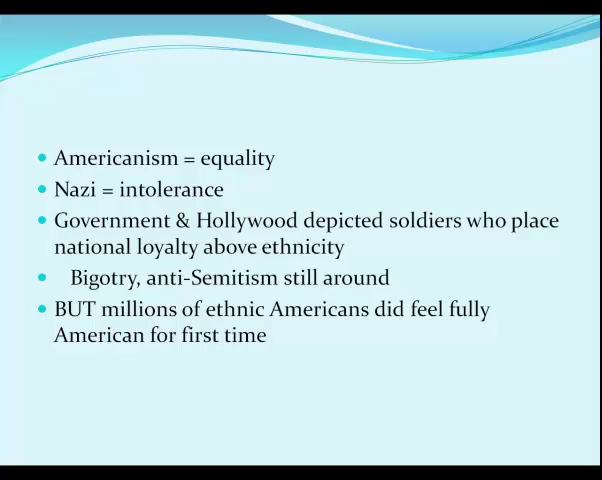 • Americanism = equality
• Nazi = intolerance
• Government & Hollywood depicted soldiers who place
national loyalty above ethnicity
• Bigotry, anti-Semitism still around
• BUT millions of ethnic Americans did feel fully
American for first time